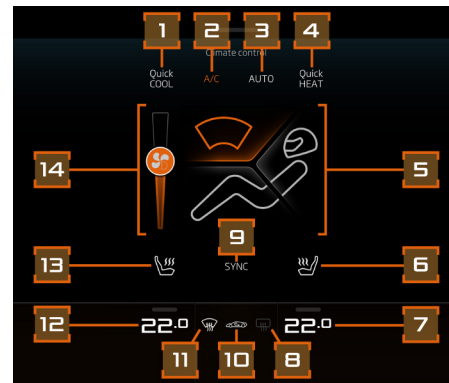 1 2 3 4
Climate control
Quick COOL
A/C
AUTO
Quick HEAT
14
5
9
SYNC
13
6
12
22.0
22.0
7
11
10
8